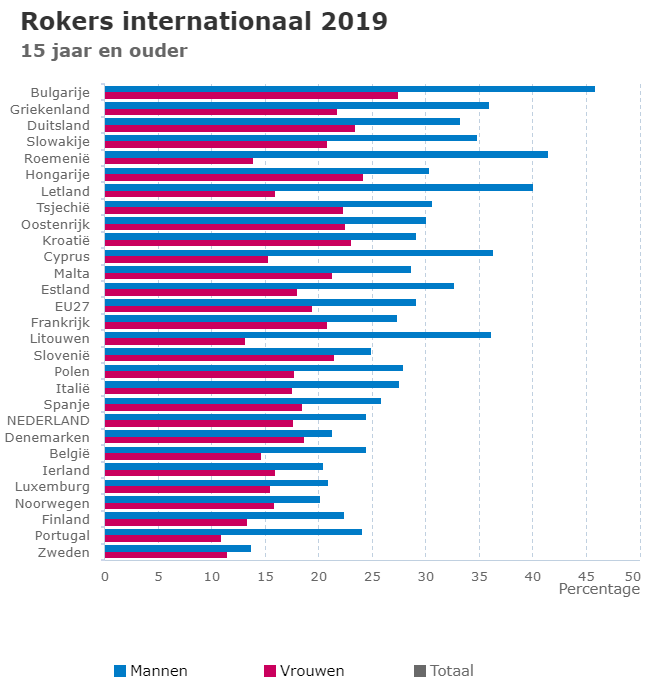 Rokers internationaal 2019
15 jaar en ouder
Bulgarije
Griekenland
Duitsland
Slowakije
Roemenië
Hongarije
Letland
Tsjechië
Oostenrijk
Kroatië
Cyprus
Malta
Estland
EU27
Frankrijk
Litouwen
Slovenië
Polen
Italië
Spanje
NEDERLAND
Denemarken
België
Ierland
Luxemburg
Noorwegen
Finland
Portugal
Zweden
0 5 10 15 20 25 30 35 40 45 50
Percentage
Mannen Vrouwen Totaal